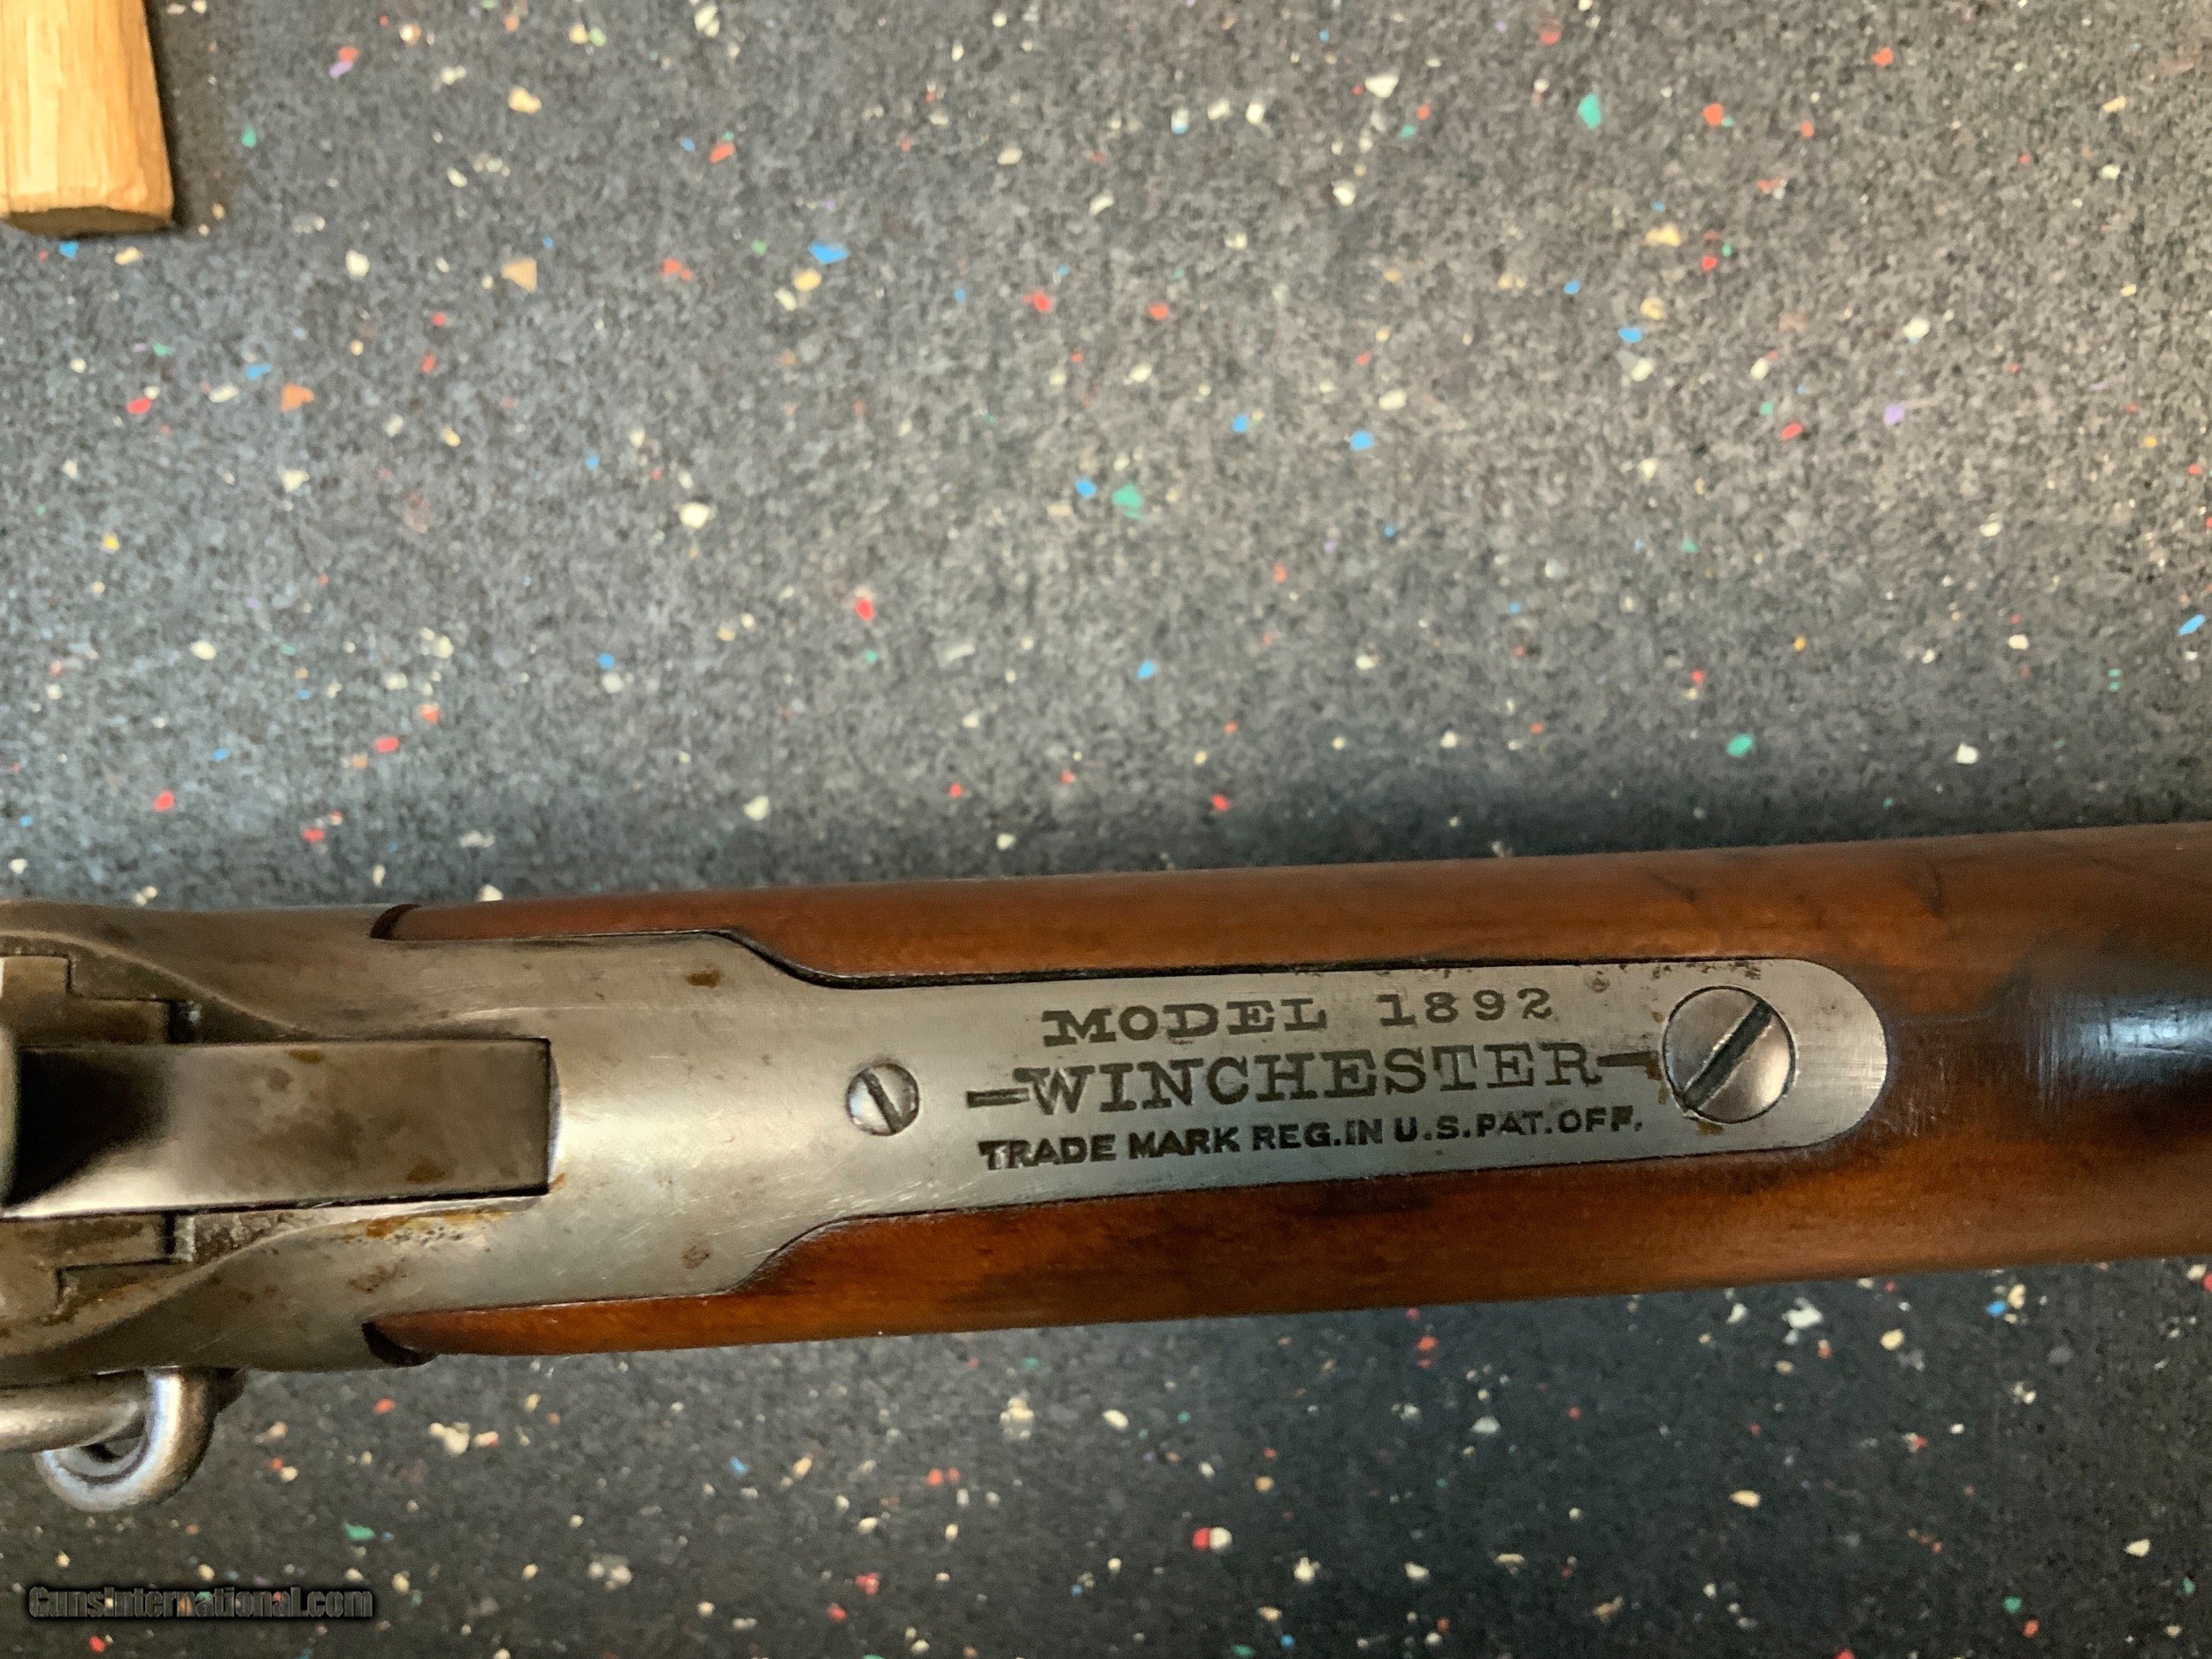 MODEL 1892
—WINCHESTER—
TRADE MARK REG.IN U.S.PAT.OFF.
GunsInternational.com